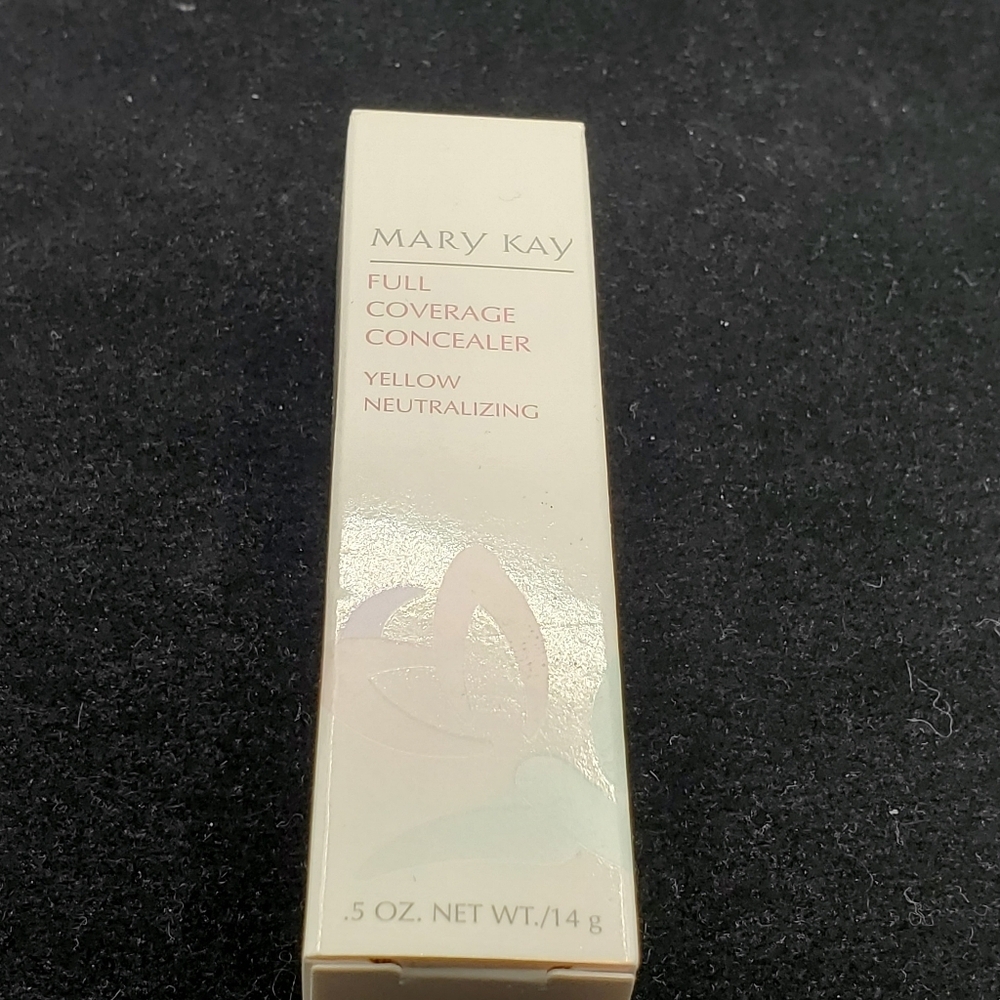 MARY KAY
FULL
COVERAGE
CONCEALER
YELLOW
NEUTRALIZING
.5 OZ. NET WT./14 g